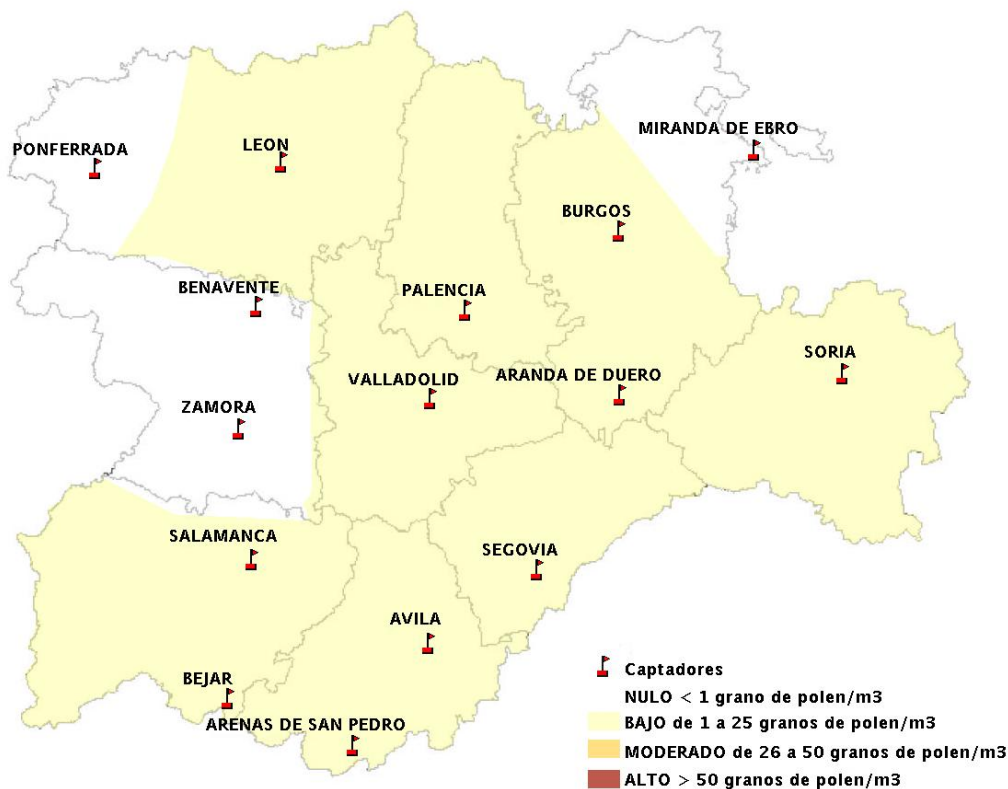 MIRANDA DE EBRO
PONFERRADA
LEON
BURGOS
BENAVENTE
PALENCIA
SORIA
VALLADOLID
ARANDA DE DUERO
ZAMORA
SALAMANCA
SEGOVIA
AVILA
BEJAR
ARENAS DE SAN PEDRO
Captadores
NULO < 1 grano de polen/m3
BAJO de 1 a 25 granos de polen/m3
MODERADO de 26 a 50 granos de polen/m3
ALTO > 50 granos de polen/m3